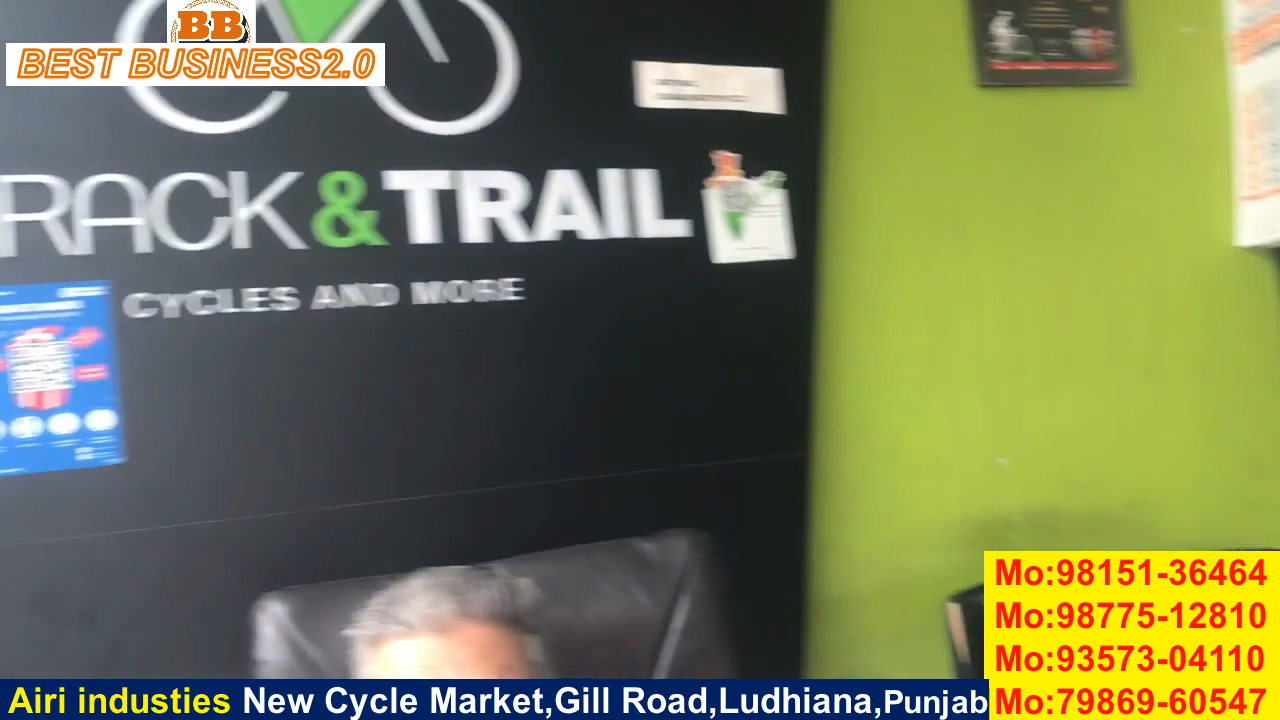 BB
BEST BUSINESS2.0
RACK&TRAIL
CYCLES AND MORE
Mo:98151-36464
Mo:98775-12810
Mo:93573-04110
Mo:79869-60547
Airi industies New Cycle Market,Gill Road,Ludhiana,Punjab